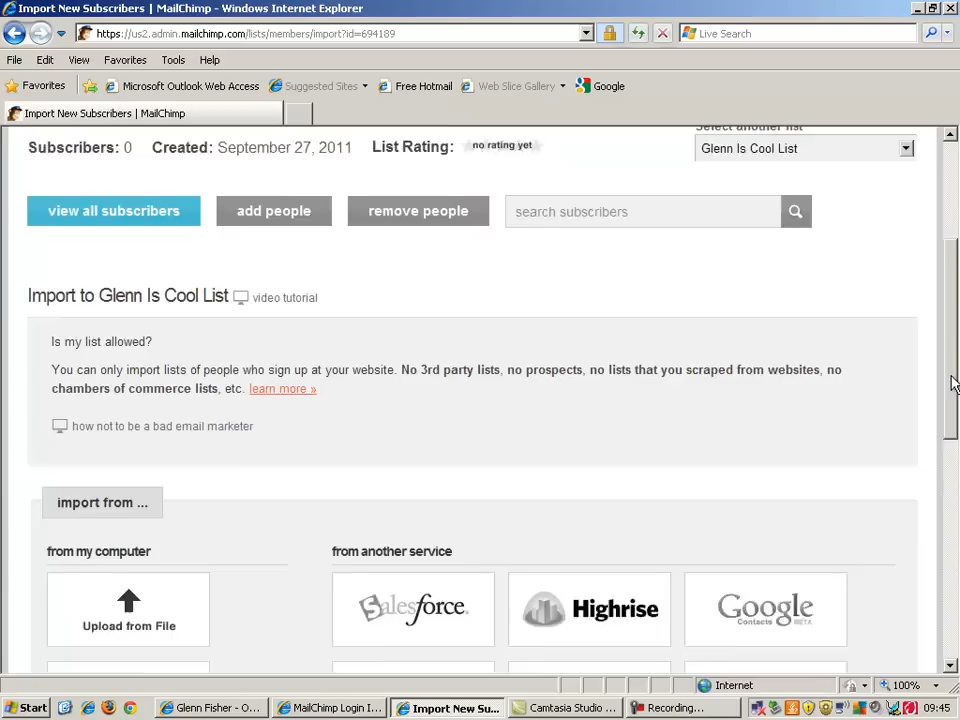 Import New Subscribers | MailChimp - Windows Internet Explorer
https://us2.admin.mailchimp.com/lists/members/import?id=694189
Live Search
File Edit View Favorites Tools Help
Favorites Microsoft Outlook Web Access Suggested Sites Free Hotmail Web Slice Gallery Google
Import New Subscribers | MailChimp
Select another list
Subscribers: 0 Created: September 27, 2011 List Rating: no rating yet
Glenn Is Cool List
view all subscribers add people remove people search subscribers
Import to Glenn Is Cool List video tutorial
Is my list allowed?
You can only import lists of people who sign up at your website. No 3rd party lists, no prospects, no lists that you scraped from websites, no
chambers of commerce lists, etc. learn more »
how not to be a bad email marketer
import from ...
from my computer from another service
Upload from File
Salesforce Highrise Google
Contacts BETA
Internet 100%
Start Glenn Fisher - O... MailChimp Login I... Import New Su... Camtasia Studio ... Recording... 09:45